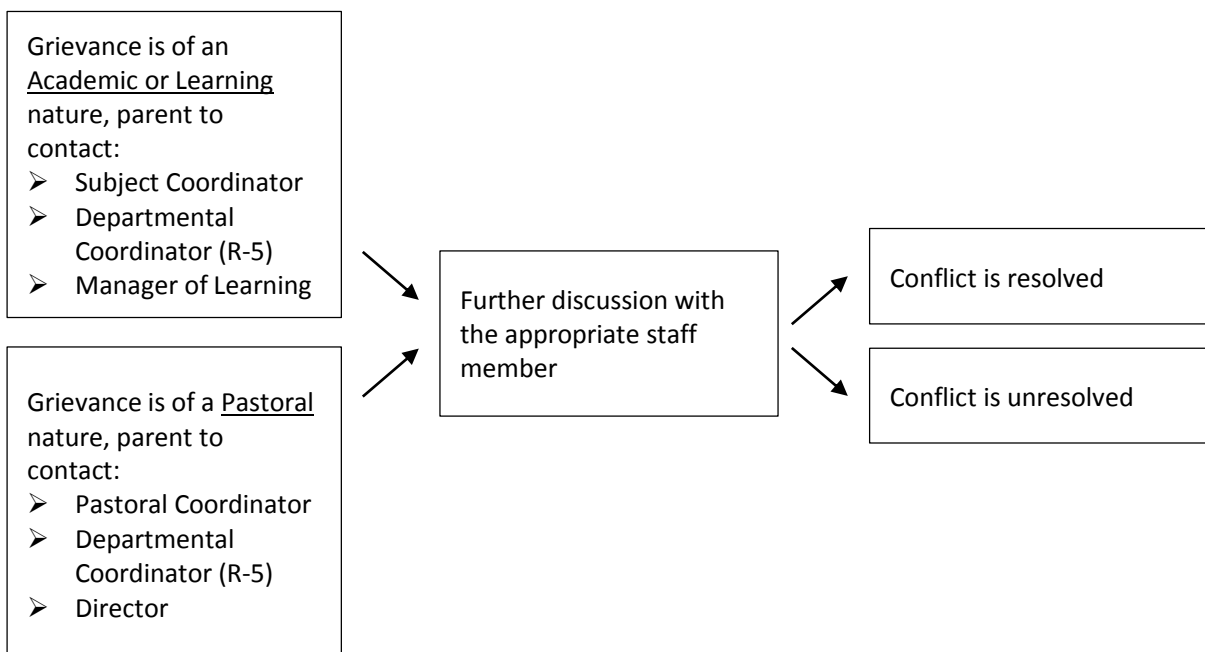 Grievance is of an
Academic or Learning
nature, parent to
contact:
➢ Subject Coordinator
➢ Departmental
Coordinator (R-5)
➢ Manager of Learning
Grievance is of a Pastoral
nature, parent to
contact:
➢ Pastoral Coordinator
➢ Departmental
Coordinator (R-5)
➢ Director
Further discussion with
the appropriate staff
member
Conflict is resolved
Conflict is unresolved